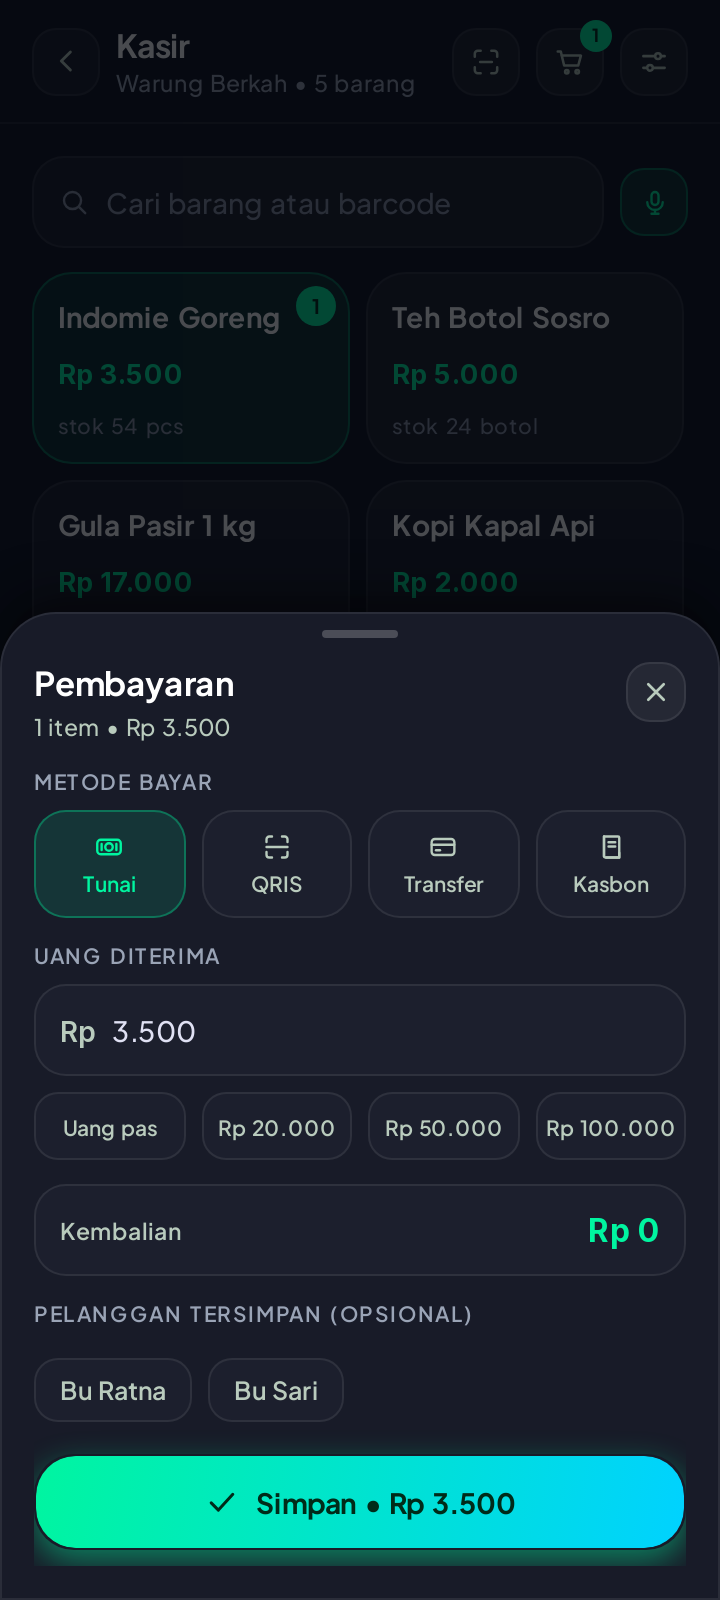 Kasir
Warung Berkah • 5 barang
1
Cari barang atau barcode
Indomie Goreng
1
Rp 3.500
stok 54 pcs
Teh Botol Sosro
Rp 5.000
stok 24 botol
Gula Pasir 1 kg
Rp 17.000
Kopi Kapal Api
Rp 2.000
Pembayaran
1 item • Rp 3.500
METODE BAYAR
Tunai
QRIS
Transfer
Kasbon
UANG DITERIMA
Rp 3.500
Uang pas
Rp 20.000
Rp 50.000
Rp 100.000
Kembalian
Rp 0
PELANGGAN TERSIMPAN (OPSIONAL)
Bu Ratna
Bu Sari
Simpan • Rp 3.500